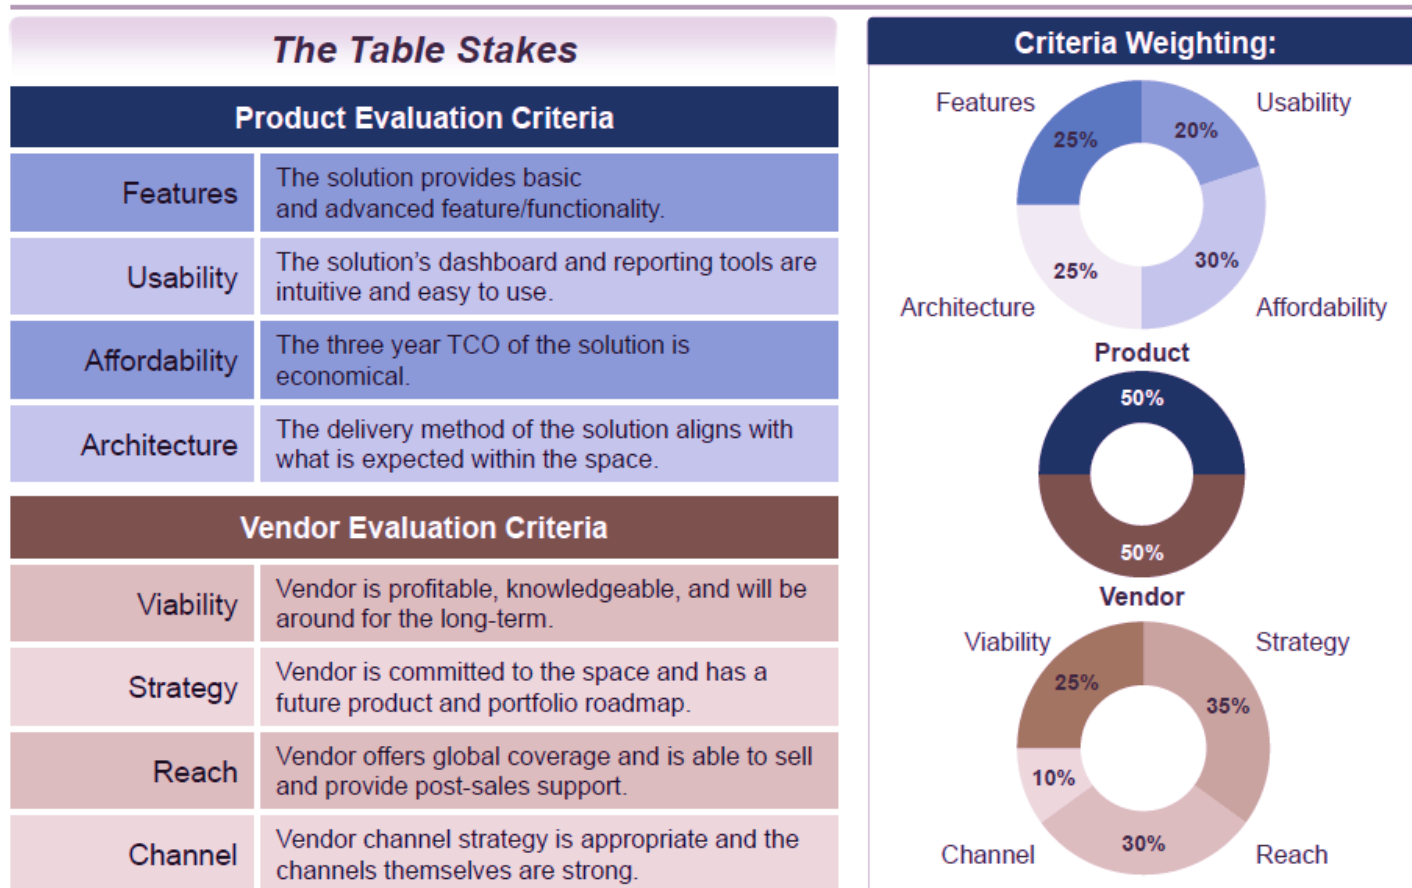 The Table Stakes
Product Evaluation Criteria
Features
The solution provides basic
and advanced feature/functionality.
Usability
The solution’s dashboard and reporting tools are
intuitive and easy to use.
Affordability
The three year TCO of the solution is
economical.
Architecture
The delivery method of the solution aligns with
what is expected within the space.
Vendor Evaluation Criteria
Viability
Vendor is profitable, knowledgeable, and will be
around for the long-term.
Strategy
Vendor is committed to the space and has a
future product and portfolio roadmap.
Reach
Vendor offers global coverage and is able to sell
and provide post-sales support.
Channel
Vendor channel strategy is appropriate and the
channels themselves are strong.
Criteria Weighting:
Features
Usability
25%
20%
25%
30%
Architecture
Affordability
Product
50%
50%
Vendor
Viability
Strategy
25%
35%
10%
30%
Channel
Reach